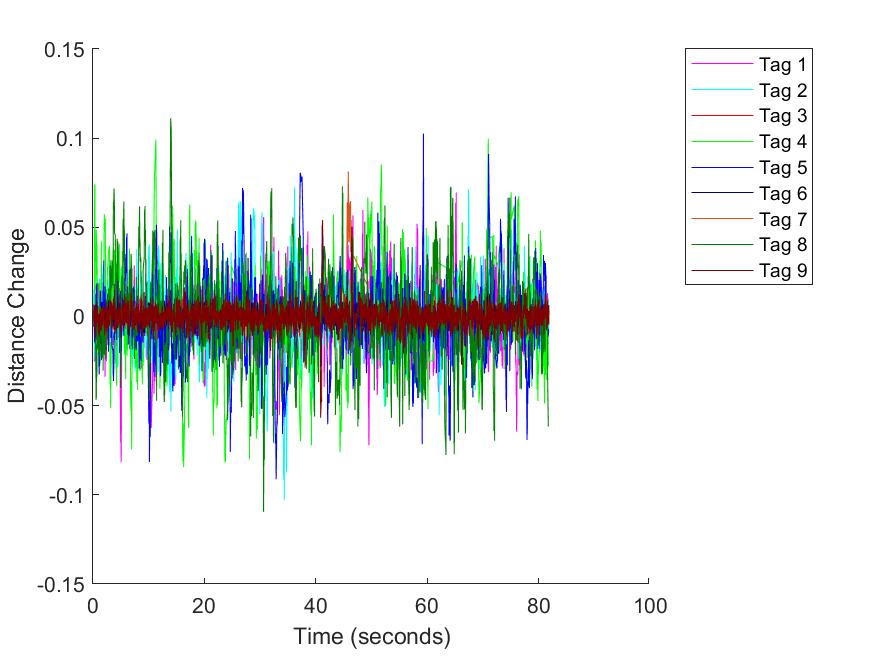 0.15
0.1
0.05
0
-0.05
-0.1
-0.15
Distance Change
0 20 40 60 80 100
Time (seconds)
Tag 1
Tag 2
Tag 3
Tag 4
Tag 5
Tag 6
Tag 7
Tag 8
Tag 9